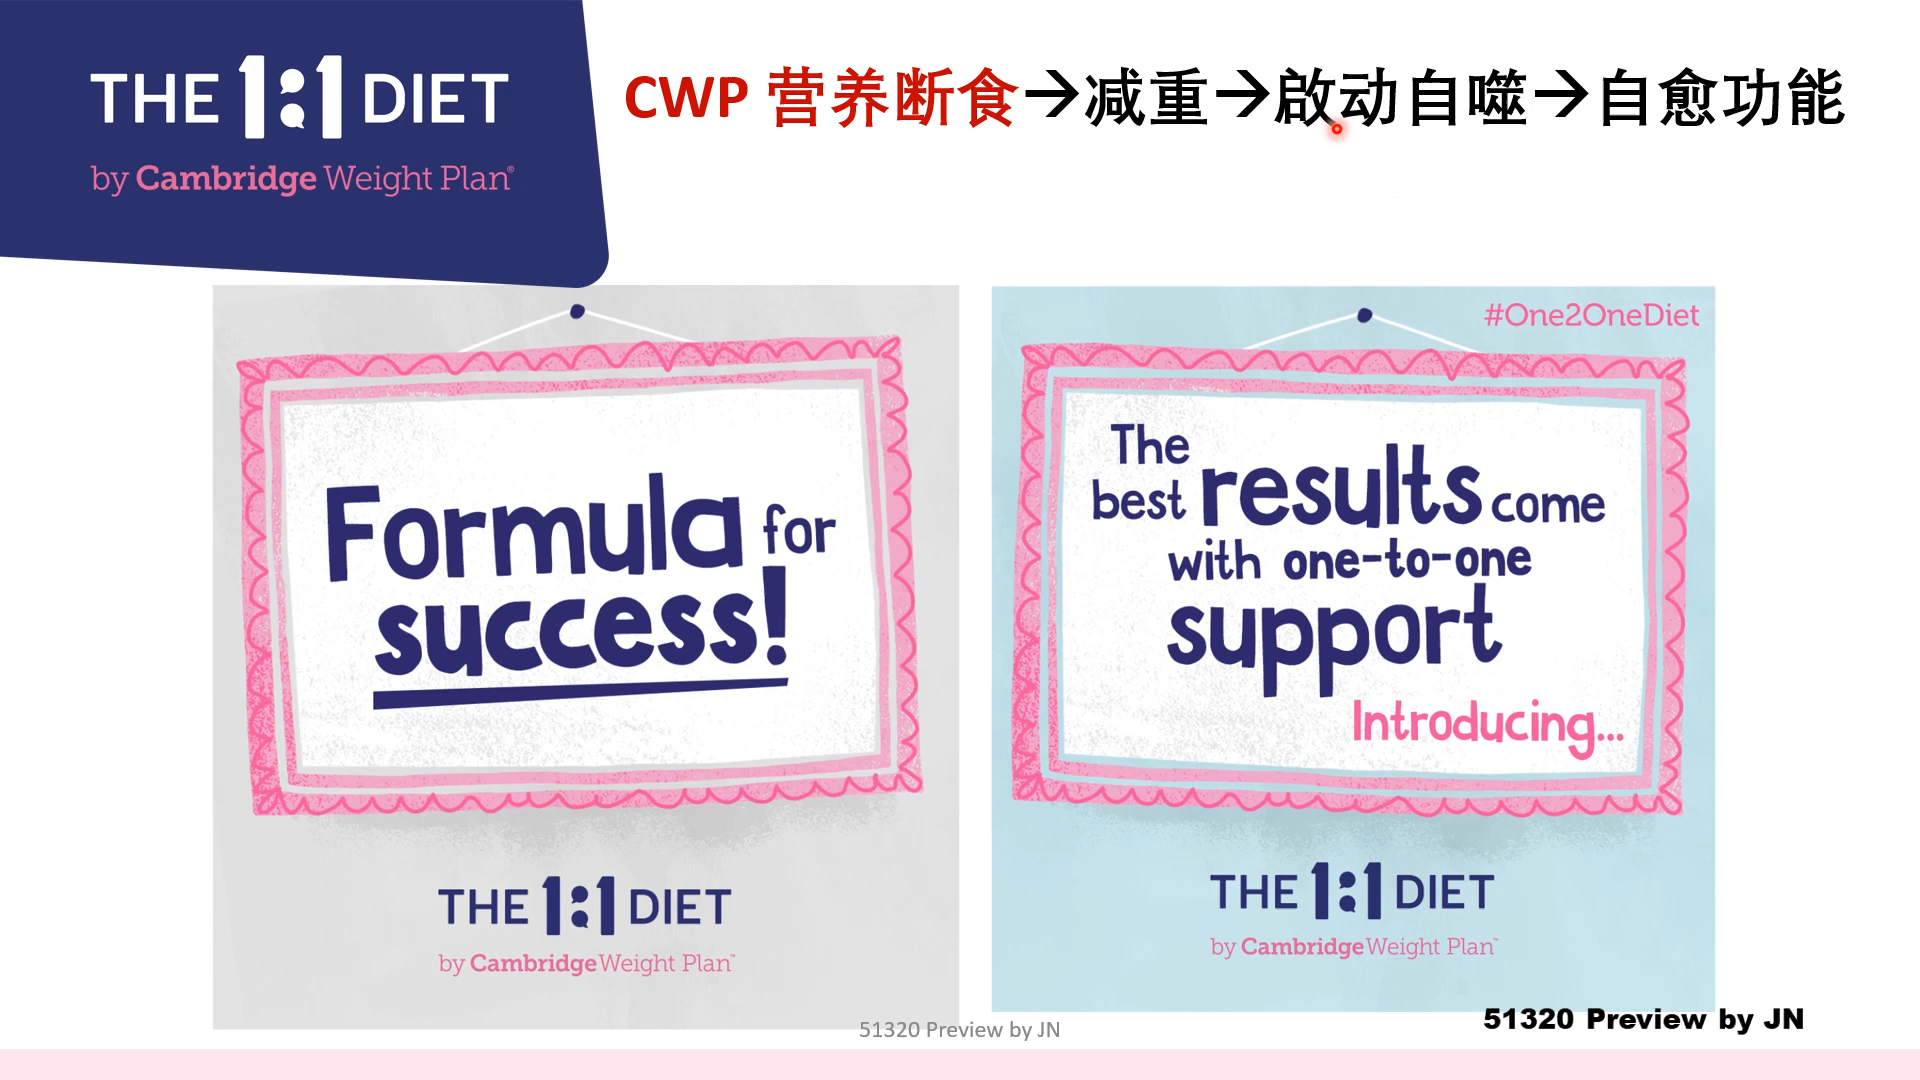 THE 1:1 DIET
by Cambridge Weight Plan®
CWP 营养断食→减重→啟动自噬→自愈功能
Formula for
success!
THE 1:1 DIET
by Cambridge Weight Plan™
#One2OneDiet
The
best results come
with one-to-one
support
Introducing...
THE 1:1 DIET
by Cambridge Weight Plan™
51320 Preview by JN
51320 Preview by JN